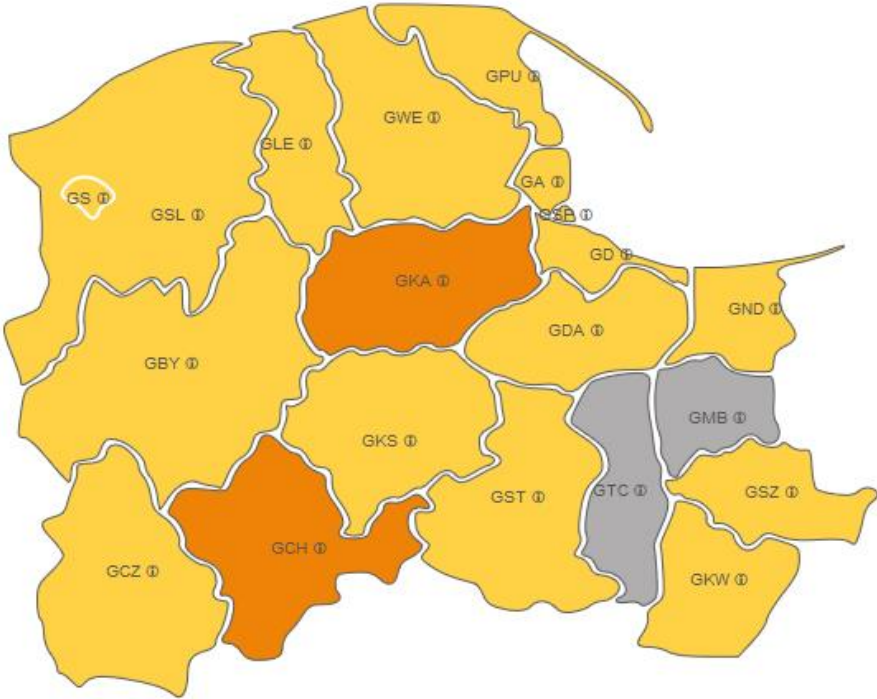 GPU ⓘ
GWE ⓘ
GLE ⓘ
GA ⓘ
GS ⓘ
GSL ⓘ
GSP ⓘ
GD ⓘ
GKA ⓘ
GND ⓘ
GDA ⓘ
GBY ⓘ
GMB ⓘ
GKS ⓘ
GST ⓘ
GTC ⓘ
GSZ ⓘ
GCH ⓘ
GCZ ⓘ
GKW ⓘ